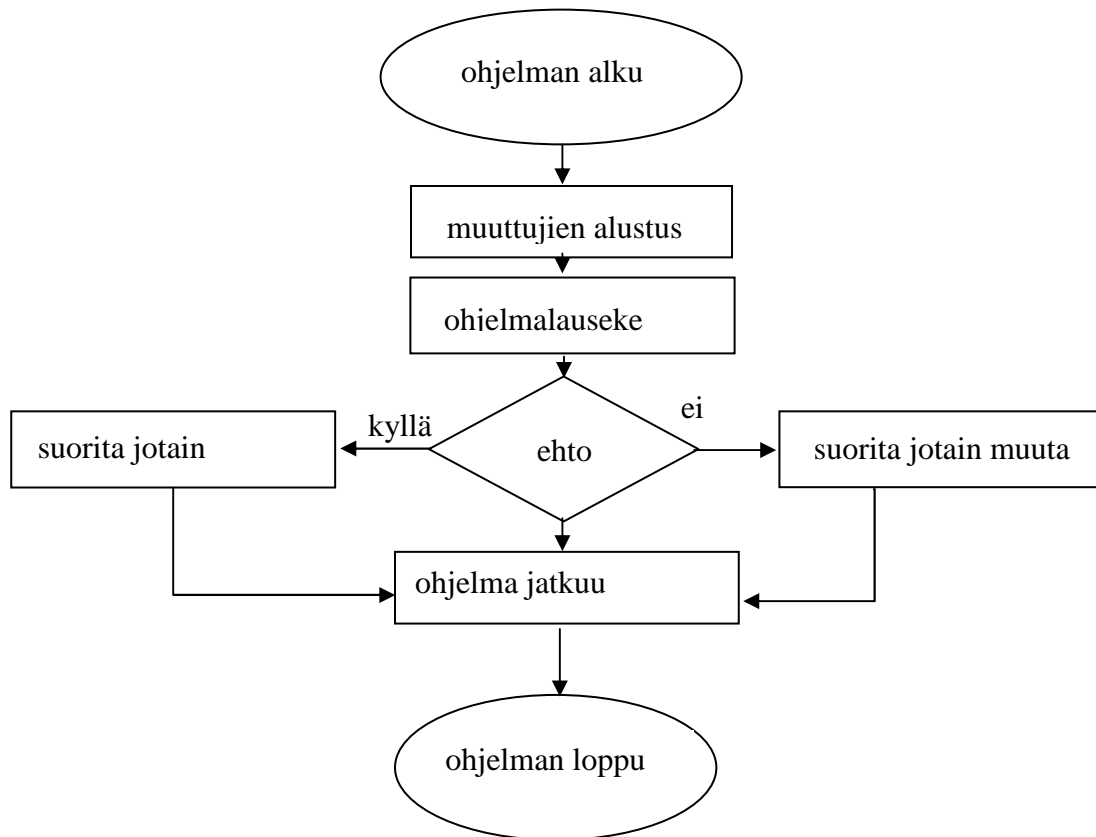 ohjelman alku
muuttujien alustus
ohjelmalauseke
kyllä
ei
suorita jotain
ehto
suorita jotain muuta
ohjelma jatkuu
ohjelman loppu